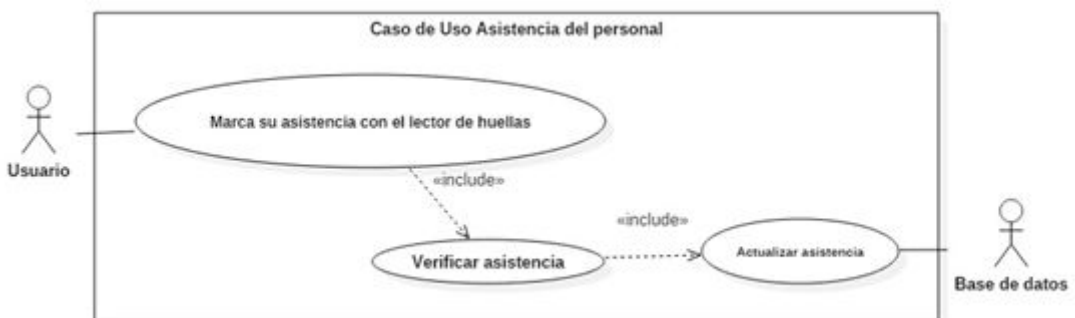 Caso de Uso Asistencia del personal
Marca su asistencia con el lector de huellas
Usuario
«include»
«include»
Verificar asistencia
Actualizar asistencia
Base de datos